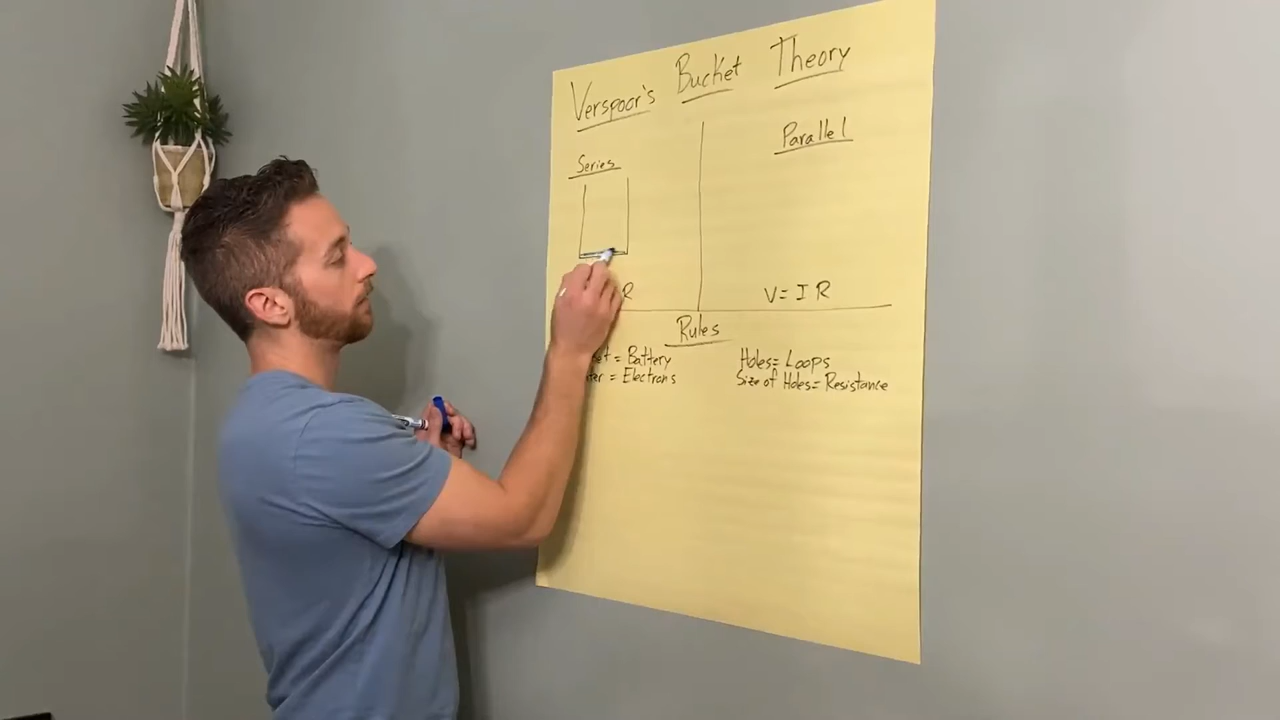 Verspoor's Bucket Theory
Series
Parallel
R
V = I R
Rules
= Battery
= Electrons
Holes = Loops
Size of Holes = Resistance